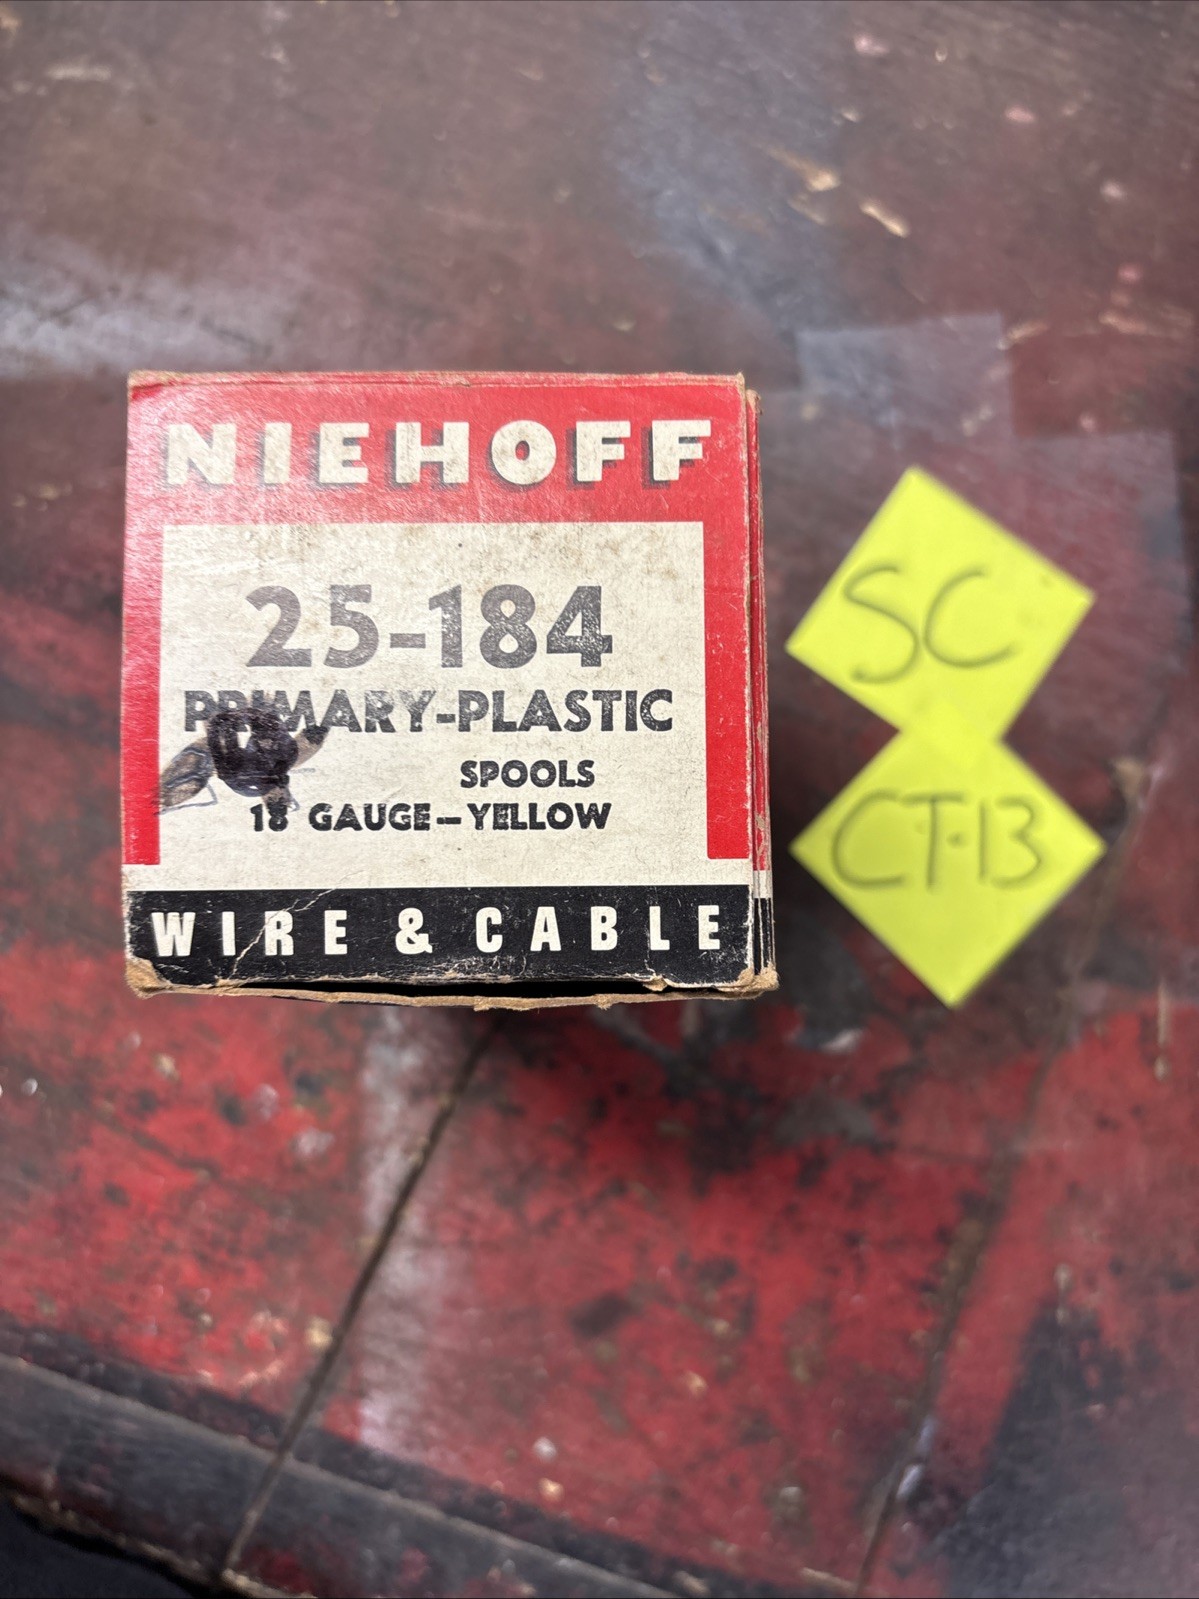 NIEHOFF
25-184
PRIMARY-PLASTIC
SPOOLS
18 GAUGE-YELLOW
WIRE & CABLE
SC
CT-13